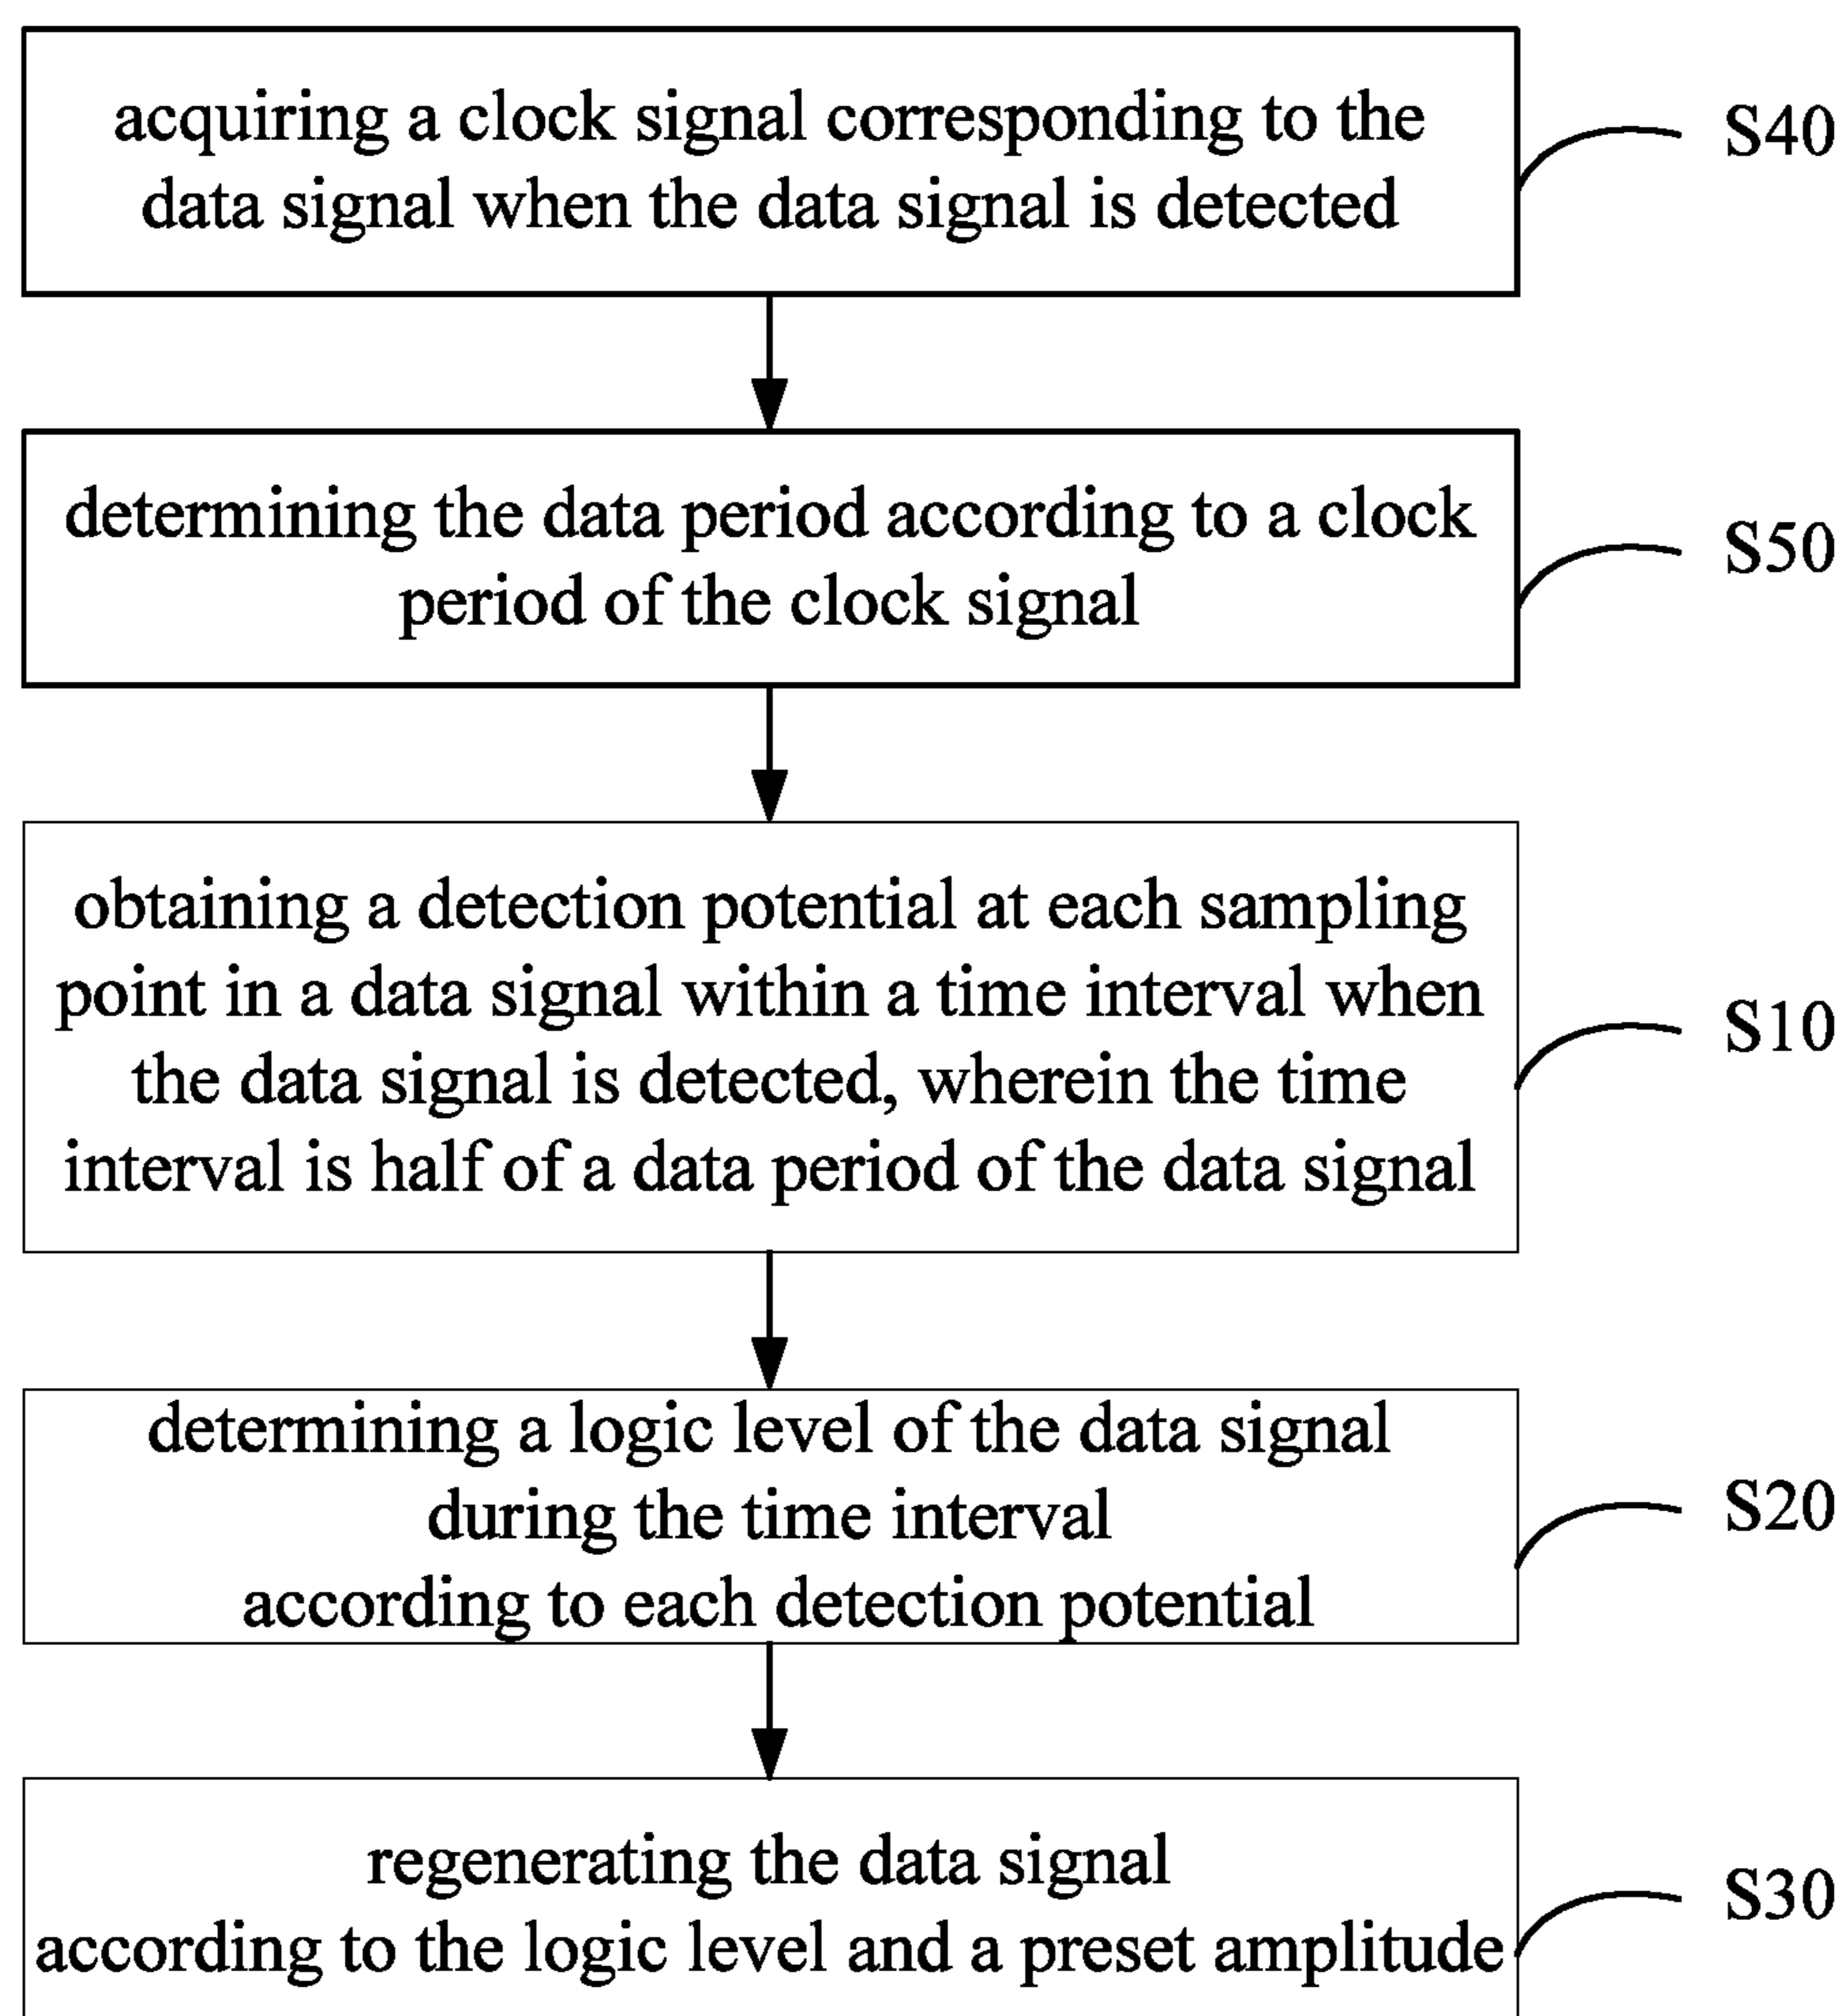 acquiring a clock signal corresponding to the
data signal when the data signal is detected
S40
determining the data period according to a clock
period of the clock signal
S50
obtaining a detection potential at each sampling
point in a data signal within a time interval when
the data signal is detected, wherein the time
interval is half of a data period of the data signal
S10
determining a logic level of the data signal
during the time interval
according to each detection potential
S20
regenerating the data signal
according to the logic level and a preset amplitude
S30